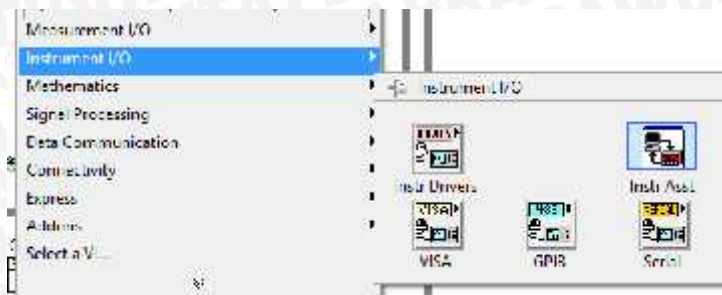 Measurement I/O
Instrument I/O
Mathematics
Signal Processing
Data Communication
Connectivity
Express
Addons
Select a VI...
Instrument I/O
Instr Drivers
Instr Asst
VISA
VISA
GPIB
Serial